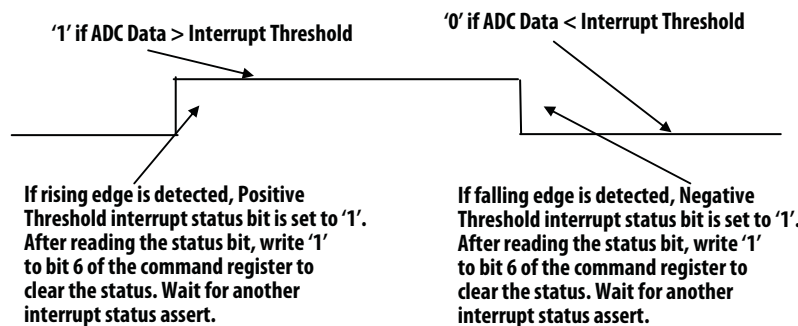 ‘1’ if ADC Data > Interrupt Threshold
‘0’ if ADC Data < Interrupt Threshold
If rising edge is detected, Positive
Threshold interrupt status bit is set to ‘1’.
After reading the status bit, write ‘1’
to bit 6 of the command register to
clear the status. Wait for another
interrupt status assert.
If falling edge is detected, Negative
Threshold interrupt status bit is set to ‘1’.
After reading the status bit, write ‘1’
to bit 6 of the command register to
clear the status. Wait for another
interrupt status assert.